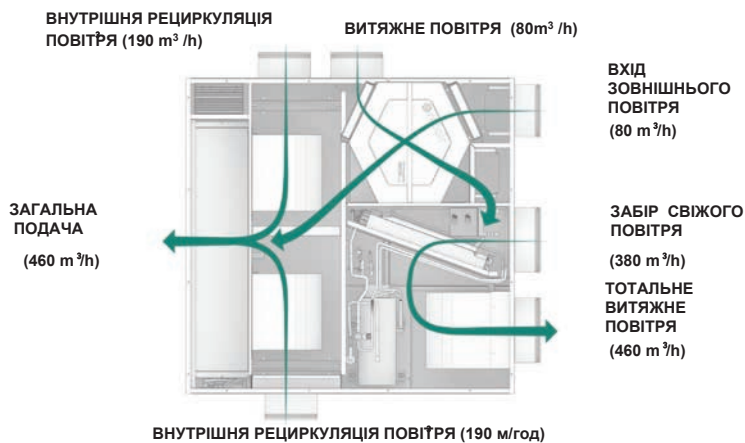 ВНУТРІШНЯ РЕЦИРКУЛЯЦІЯ
ПОВІТРЯ (190 m³ /h)
ВИТЯЖНЕ ПОВІТРЯ (80m³ /h)
ВХІД
ЗОВНІШНЬОГО
ПОВІТРЯ
(80 m³/h)
ЗАГАЛЬНА
ПОДАЧА
(460 m³/h)
ЗАБІР СВІЖОГО
ПОВІТРЯ
(380 m³/h)
ТОТАЛЬНЕ
ВИТЯЖНЕ
ПОВІТРЯ
(460 m³/h)
ВНУТРІШНЯ РЕЦИРКУЛЯЦІЯ ПОВІТРЯ (190 м/год)